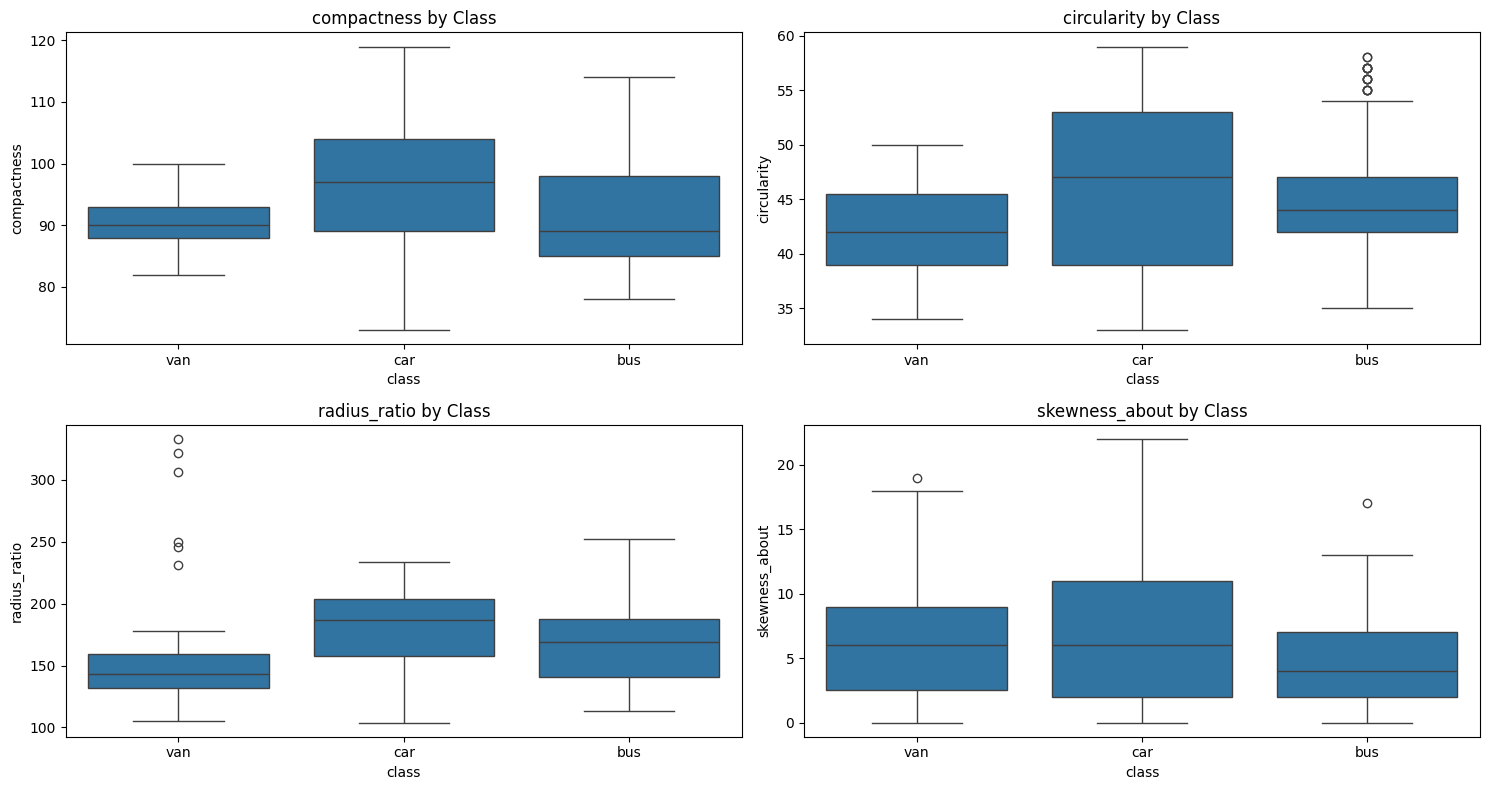 compactness by Class
120
110
100
90
80
compactness
van
car
bus
class
circularity by Class
60
55
50
45
40
35
circularity
van
car
bus
class
radius_ratio by Class
300
250
200
150
100
radius_ratio
van
car
bus
class
skewness_about by Class
20
15
10
5
0
skewness_about
van
car
bus
class